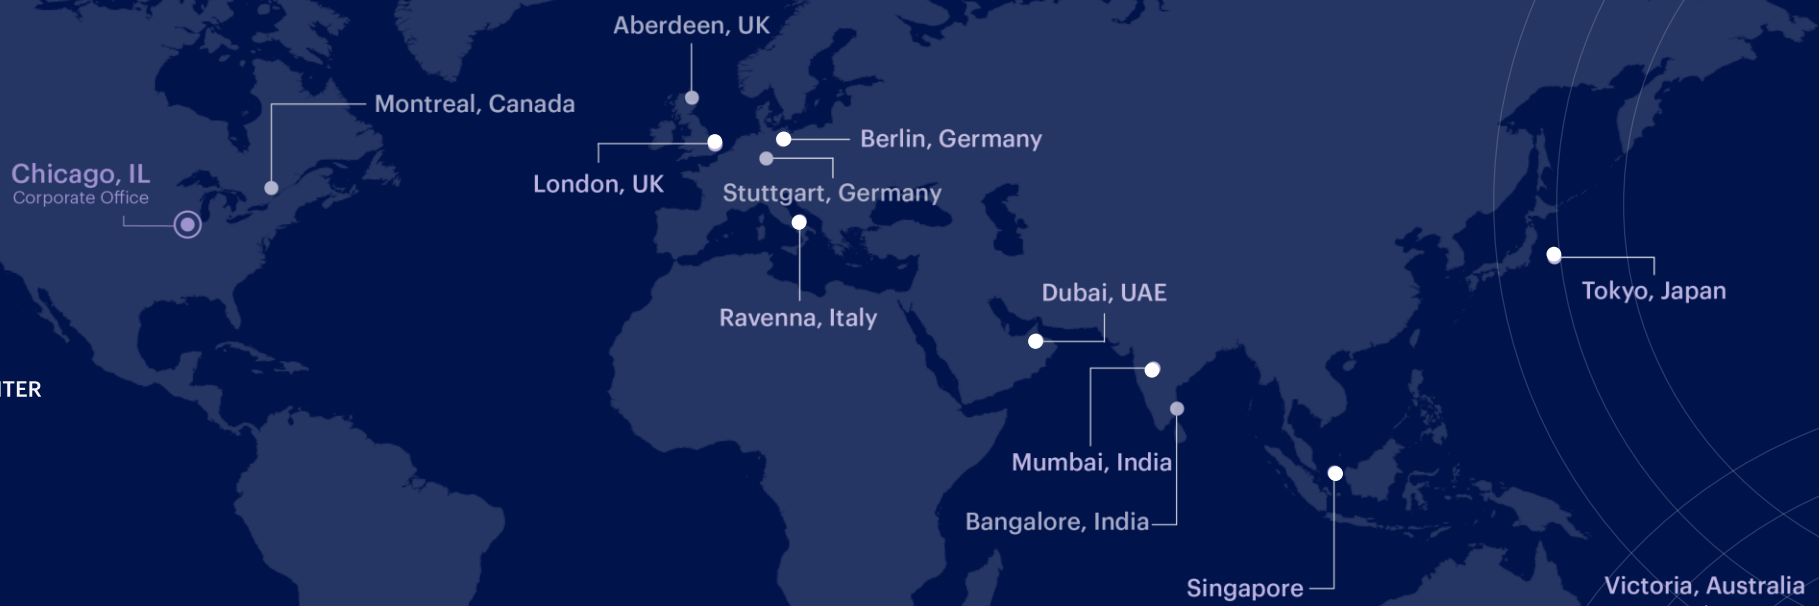 Aberdeen, UK
Montreal, Canada
Berlin, Germany
Chicago, IL
Corporate Office
London, UK
Stuttgart, Germany
Dubai, UAE
Tokyo, Japan
Ravenna, Italy
Mumbai, India
Bangalore, India
Singapore
Victoria, Australia